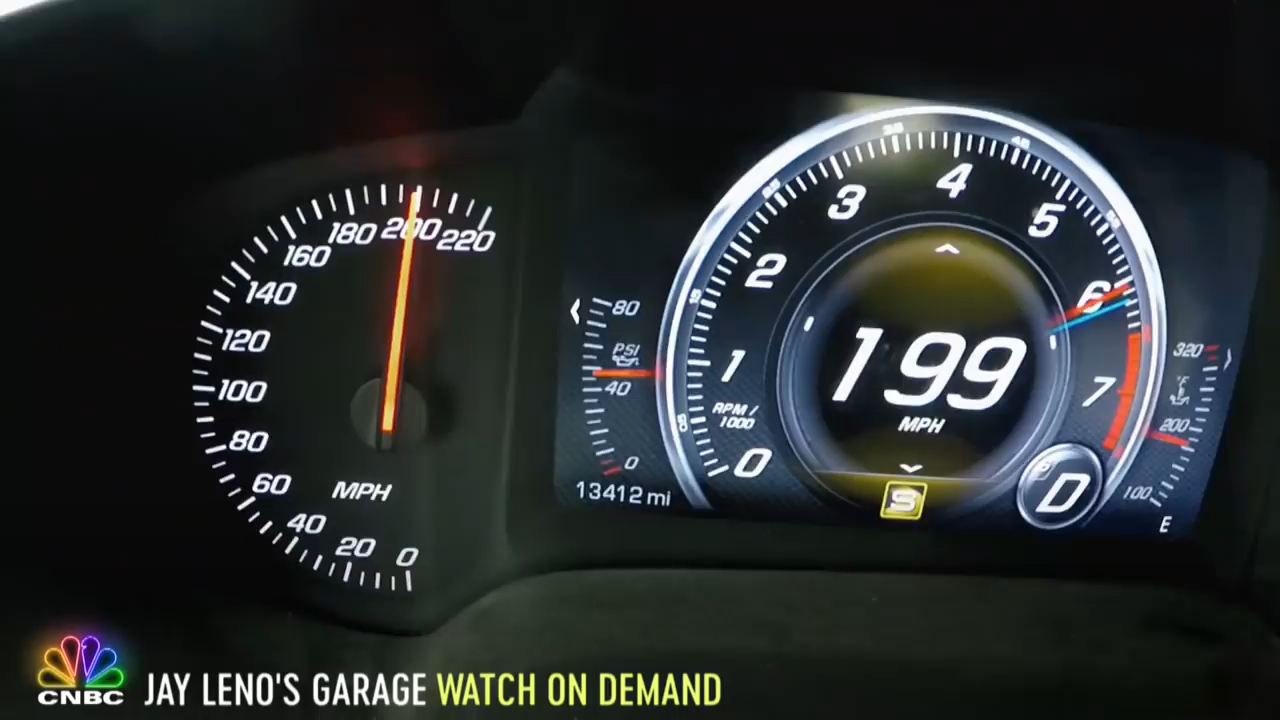 220
200
180
160
140
120
100
80
60
40
20
0
MPH
80
PSI
40
0
13412 mi
0
1
2
3
4
5
6
7
RPM /
1000
199
MPH
S
D
320
°F
200
100
E
CNBC
JAY LENO'S GARAGE WATCH ON DEMAND